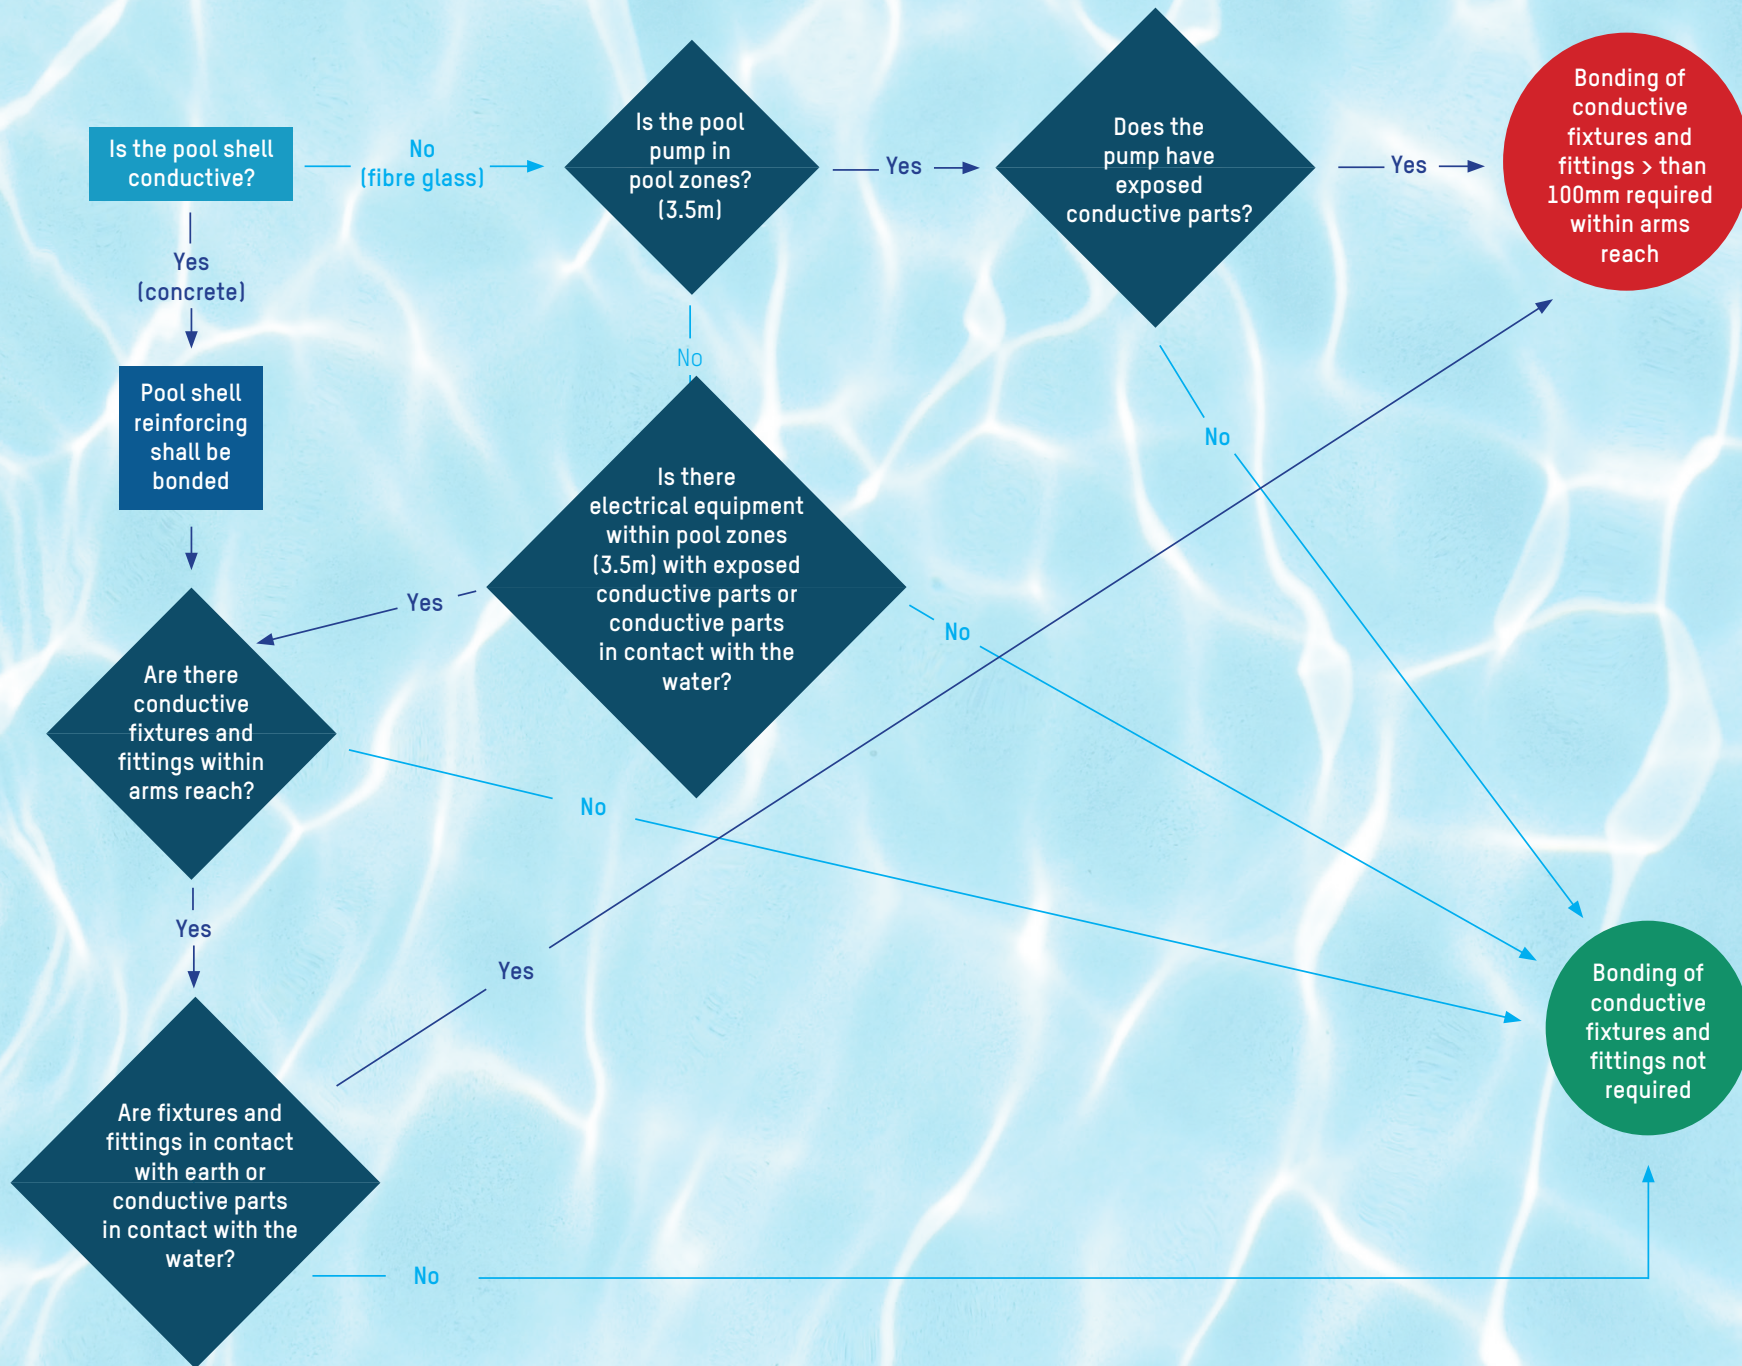 Is the pool shell
conductive?
No
(fibre glass)
Is the pool
pump in
pool zones?
(3.5m)
Yes
Does the
pump have
exposed
conductive parts?
Yes
Bonding of
conductive
fixtures and
fittings > than
100mm required
within arms
reach
Yes
(concrete)
No
No
Pool shell
reinforcing
shall be
bonded
Is there
electrical equipment
within pool zones
(3.5m) with exposed
conductive parts or
conductive parts
in contact with the
water?
Yes
No
Are there
conductive
fixtures and
fittings within
arms reach?
No
Yes
Yes
Bonding of
conductive
fixtures and
fittings not
required
Are fixtures and
fittings in contact
with earth or
conductive parts
in contact with the
water?
No